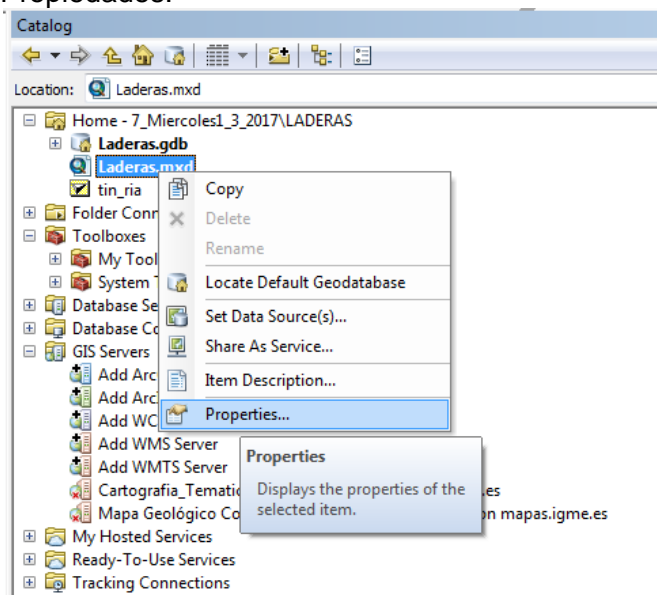 Propiedades.
Catalog
Location: Laderas.mxd
Home - 7_Miercoles1_3_2017\LADERAS
Laderas.gdb
Laderas.mxd
tin_ria
Folder Conn
Toolboxes
My Tool
System T
Database Se
Database Co
GIS Servers
Add Arc
Add Arc
Add WC
Add WMS Server
Add WMTS Server
Cartografia_Tematic .es
Mapa Geológico Co on mapas.igme.es
My Hosted Services
Ready-To-Use Services
Tracking Connections
Copy
Delete
Rename
Locate Default Geodatabase
Set Data Source(s)...
Share As Service...
Item Description...
Properties...
Properties
Displays the properties of the
selected item.